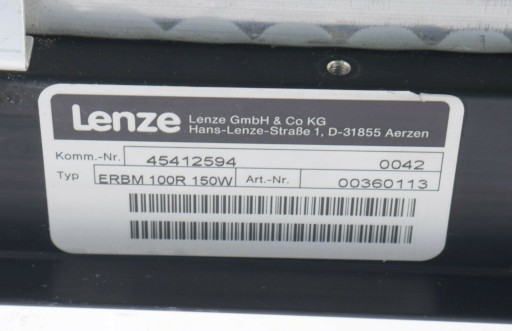 Lenze Lenze GmbH & Co KG
Hans-Lenze-Straße 1, D-31855 Aerzen
Komm.-Nr. 45412594 0042
Typ ERBM 100R 150W Art.-Nr. 00360113